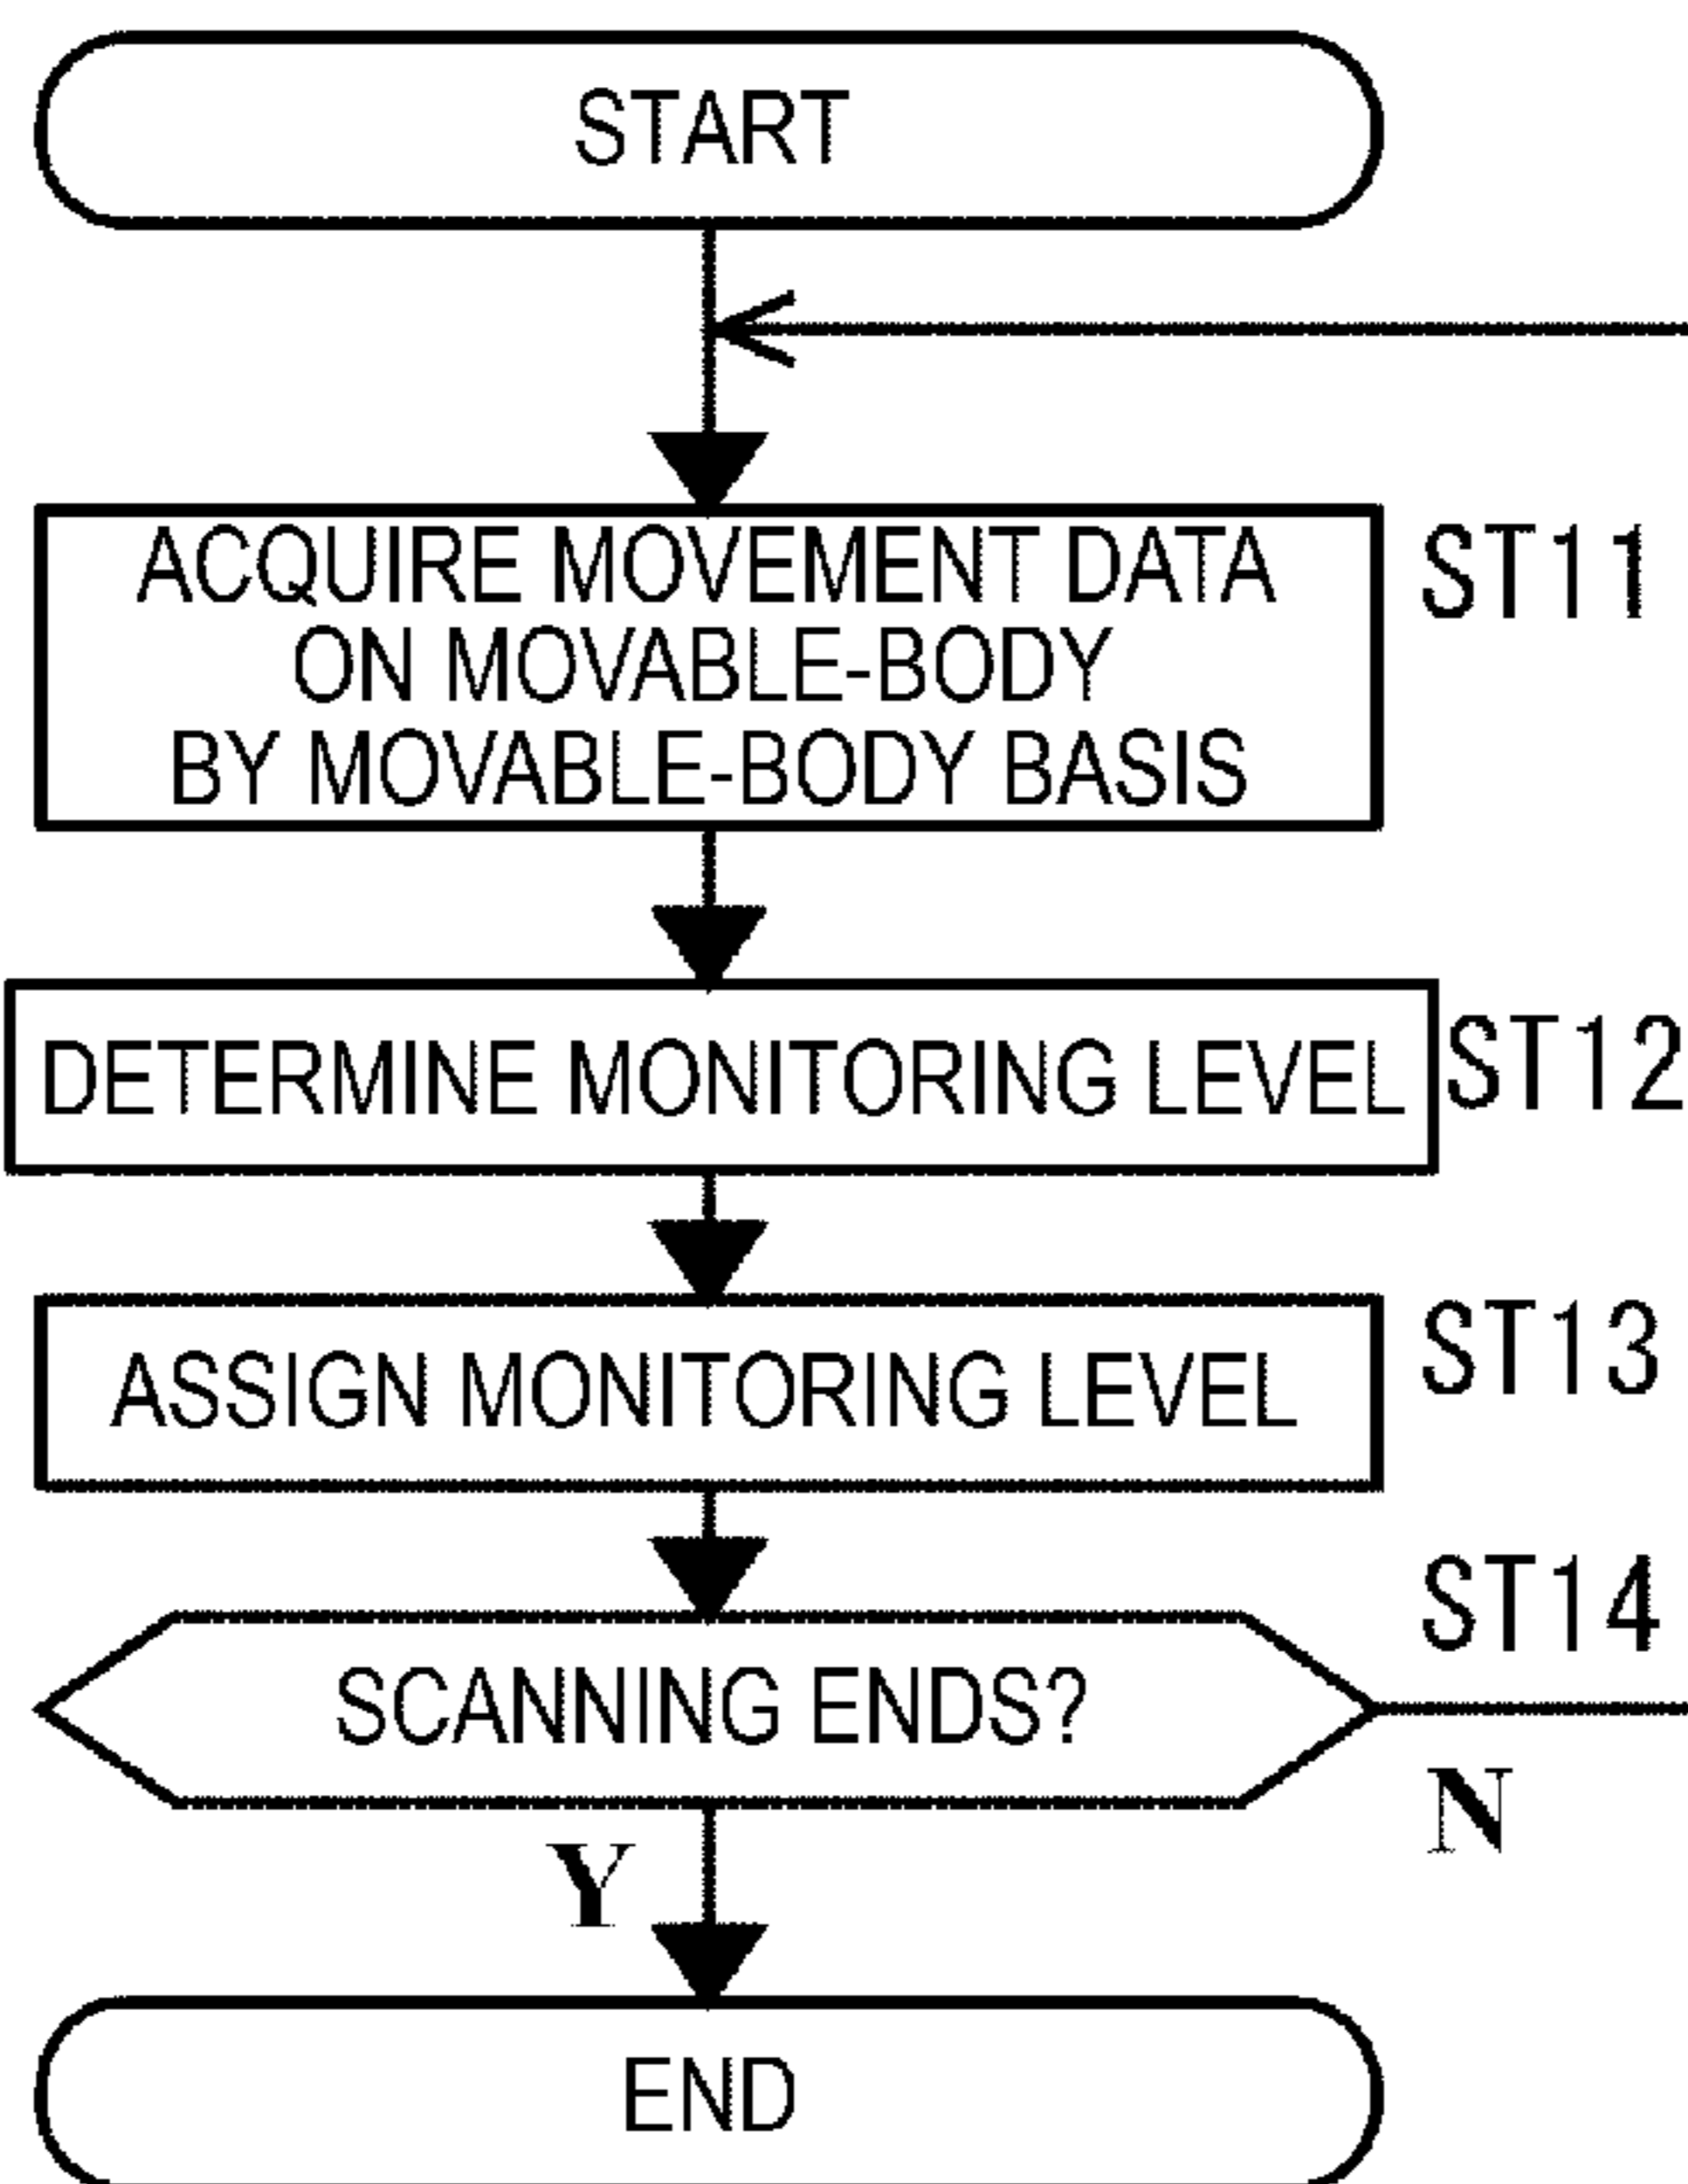 START
ACQUIRE MOVEMENT DATA
ON MOVABLE-BODY
BY MOVABLE-BODY BASIS
ST11
DETERMINE MONITORING LEVEL
ST12
ASSIGN MONITORING LEVEL
ST13
SCANNING ENDS?
ST14
N
Y
END